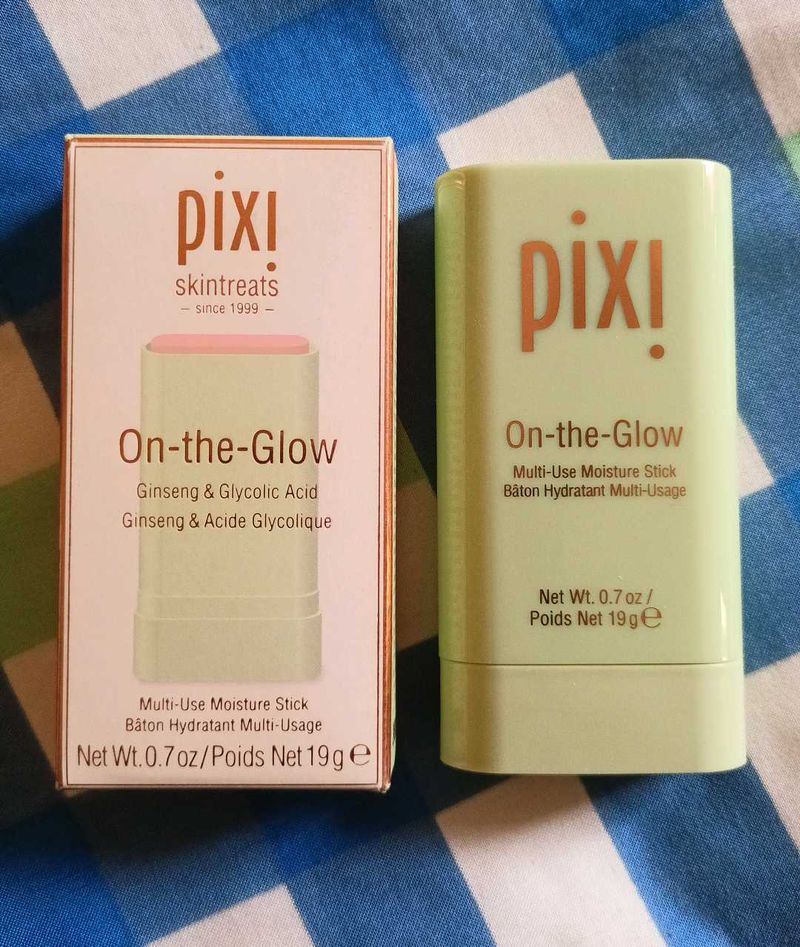 pixi
skintreats
– since 1999 –
On-the-Glow
Ginseng & Glycolic Acid
Ginseng & Acide Glycolique
Multi-Use Moisture Stick
Bâton Hydratant Multi-Usage
Net Wt. 0.7 oz/Poids Net 19 g ℮
pixi
On-the-Glow
Multi-Use Moisture Stick
Bâton Hydratant Multi-Usage
Net Wt. 0.7 oz /
Poids Net 19 g ℮